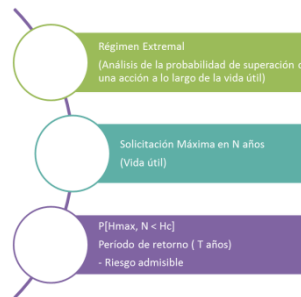 Régimen Extremal
(Análisis de la probabilidad de superación
una acción a lo largo de la vida útil)
Solicitación Máxima en N años
(Vida útil)
P[Hmax, N < Hc]
Período de retorno ( T años)
- Riesgo admisible